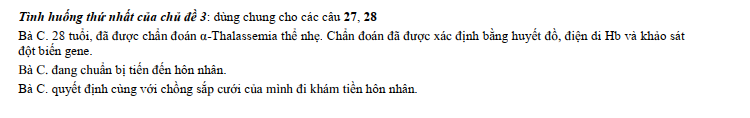 Tình huống thứ nhất của chủ đề 3: dùng chung cho các câu 27, 28
Bà C. 28 tuổi, đã được chẩn đoán α-Thalassemia thể nhẹ. Chẩn đoán đã được xác định bằng huyết đồ, điện di Hb và khảo sát
đột biến gene.
Bà C. đang chuẩn bị tiến đến hôn nhân.
Bà C. quyết định cùng với chồng sắp cưới của mình đi khám tiền hôn nhân.